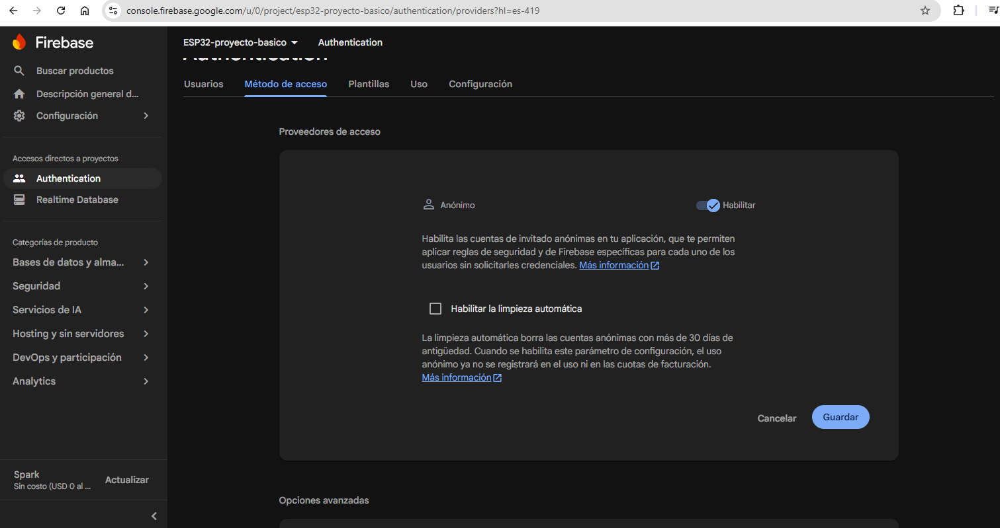 console.firebase.google.com/u/0/project/esp32-proyecto-basico/authentication/providers?hl=es-419
Firebase
ESP32-proyecto-basico
Authentication
Buscar productos
Descripción general d...
Configuración
Accesos directos a proyectos
Authentication
Realtime Database
Categorías de producto
Bases de datos y alma...
Seguridad
Servicios de IA
Hosting y sin servidores
DevOps y participación
Analytics
Spark
Sin costo (USD 0 al ...
Actualizar
Authentication
Usuarios
Método de acceso
Plantillas
Uso
Configuración
Proveedores de acceso
Anónimo
Habilitar
Habilita las cuentas de invitado anónimas en tu aplicación, que te permiten
aplicar reglas de seguridad y de Firebase específicas para cada uno de los
usuarios sin solicitarles credenciales. Más información
Habilitar la limpieza automática
La limpieza automática borra las cuentas anónimas con más de 30 días de
antigüedad. Cuando se habilita este parámetro de configuración, el uso
anónimo ya no se registrará en el uso ni en las cuotas de facturación.
Más información
Cancelar
Guardar
Opciones avanzadas